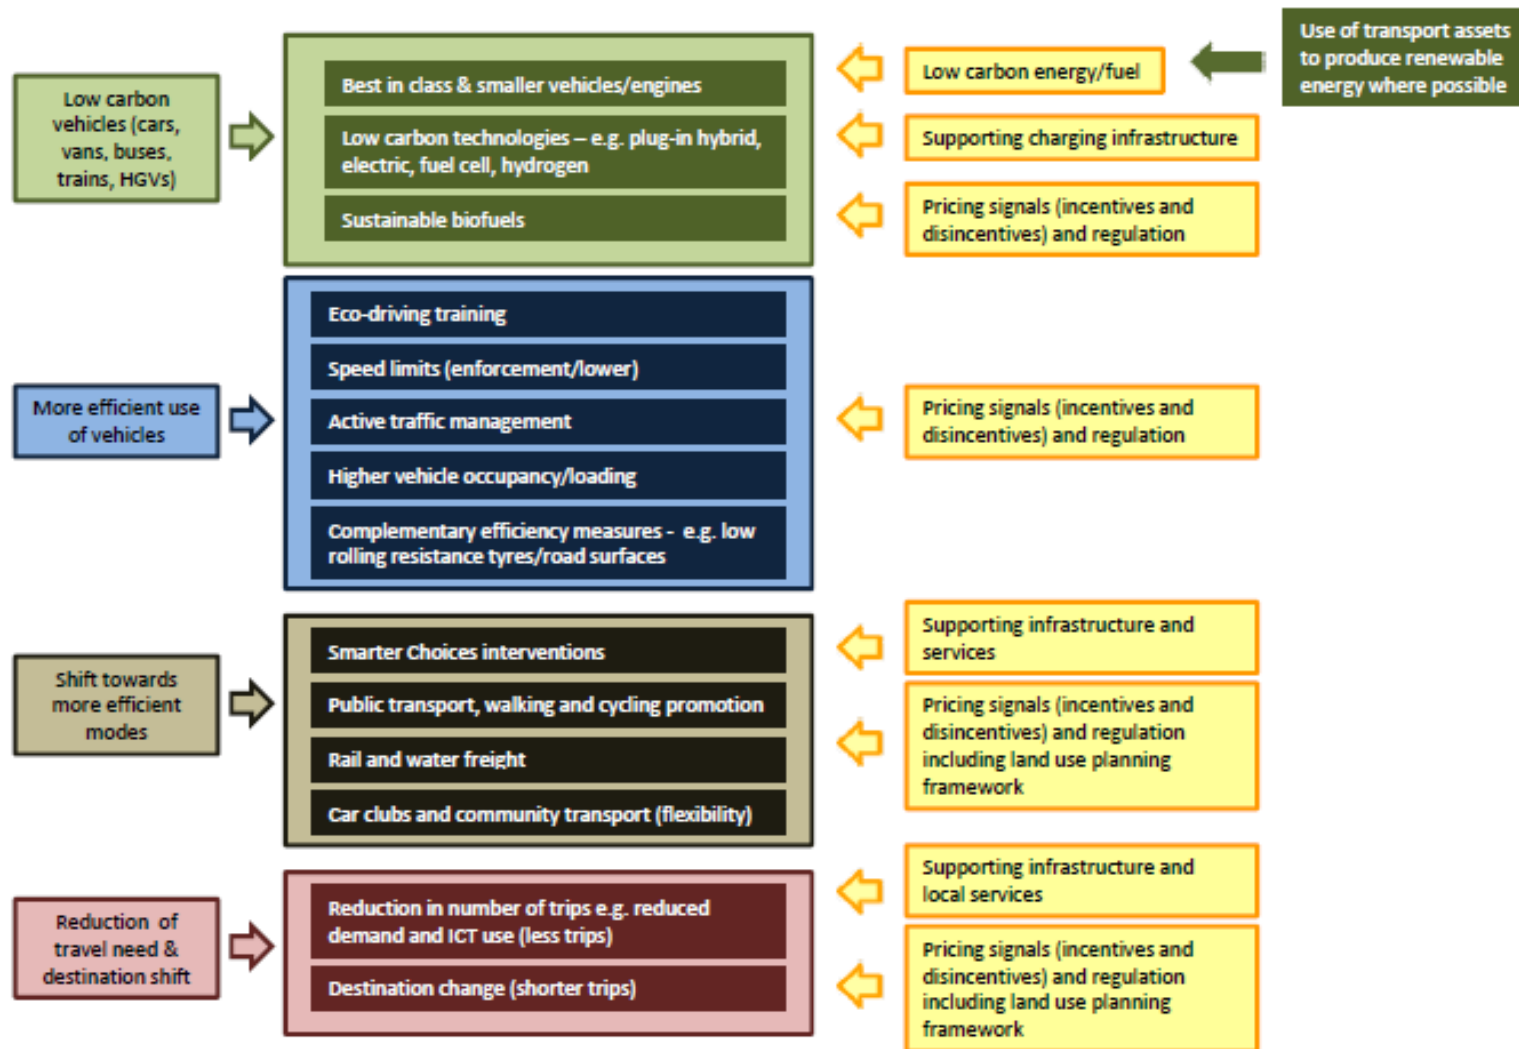 Low carbon
vehicles (cars,
vans, buses,
trains, HGVs)
Best in class & smaller vehicles/engines
Low carbon technologies – e.g. plug-in hybrid,
electric, fuel cell, hydrogen
Sustainable biofuels
Low carbon energy/fuel
Use of transport assets
to produce renewable
energy where possible
Supporting charging infrastructure
Pricing signals (incentives and
disincentives) and regulation
More efficient use
of vehicles
Eco-driving training
Speed limits (enforcement/lower)
Active traffic management
Higher vehicle occupancy/loading
Complementary efficiency measures - e.g. low
rolling resistance tyres/road surfaces
Pricing signals (incentives and
disincentives) and regulation
Shift towards
more efficient
modes
Smarter Choices interventions
Public transport, walking and cycling promotion
Rail and water freight
Car clubs and community transport (flexibility)
Supporting infrastructure and
services
Pricing signals (incentives and
disincentives) and regulation
including land use planning
framework
Reduction of
travel need &
destination shift
Reduction in number of trips e.g. reduced
demand and ICT use (less trips)
Destination change (shorter trips)
Supporting infrastructure and
local services
Pricing signals (incentives and
disincentives) and regulation
including land use planning
framework